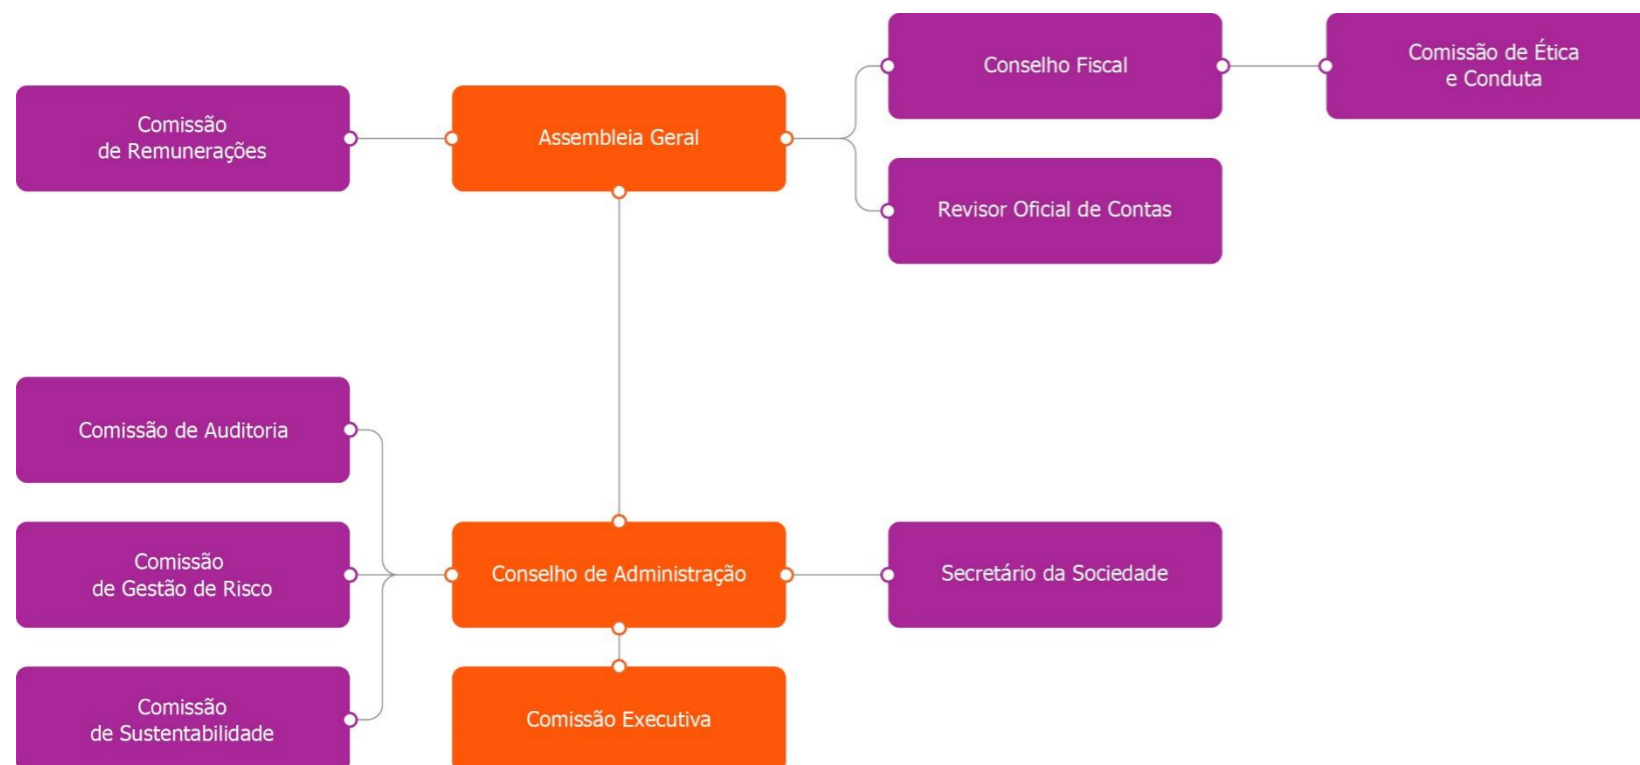 Conselho Fiscal
Comissão de Ética
e Conduta
Comissão
de Remunerações
Assembleia Geral
Revisor Oficial de Contas
Comissão de Auditoria
Comissão
de Gestão de Risco
Conselho de Administração
Secretário da Sociedade
Comissão
de Sustentabilidade
Comissão Executiva